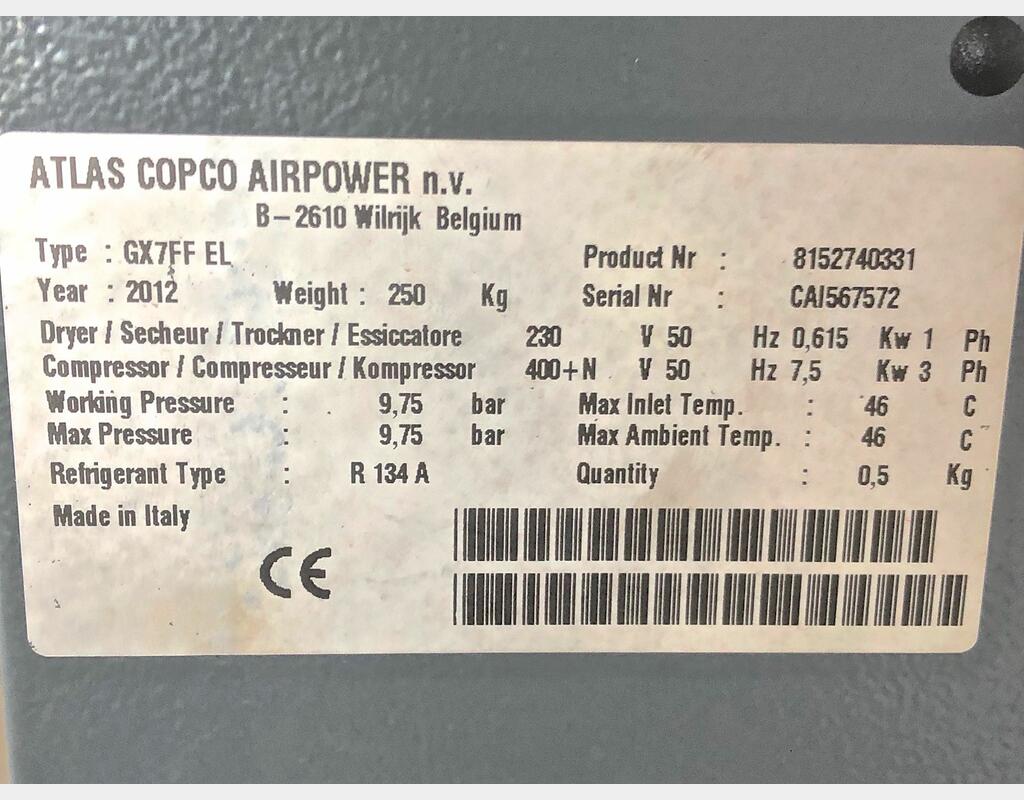 ATLAS COPCO AIRPOWER n.v.
B-2610 Wilrijk Belgium
Type : GX7FF EL Product Nr : 8152740331
Year : 2012 Weight : 250 Kg Serial Nr : CAI567572
Dryer / Secheur / Trockner / Essiccatore 230 V 50 Hz 0,615 Kw 1 Ph
Compressor / Compresseur / Kompressor 400+N V 50 Hz 7,5 Kw 3 Ph
Working Pressure : 9,75 bar Max Inlet Temp. : 46 C
Max Pressure : 9,75 bar Max Ambient Temp. : 46 C
Refrigerant Type : R 134 A Quantity : 0,5 Kg
Made in Italy
CE